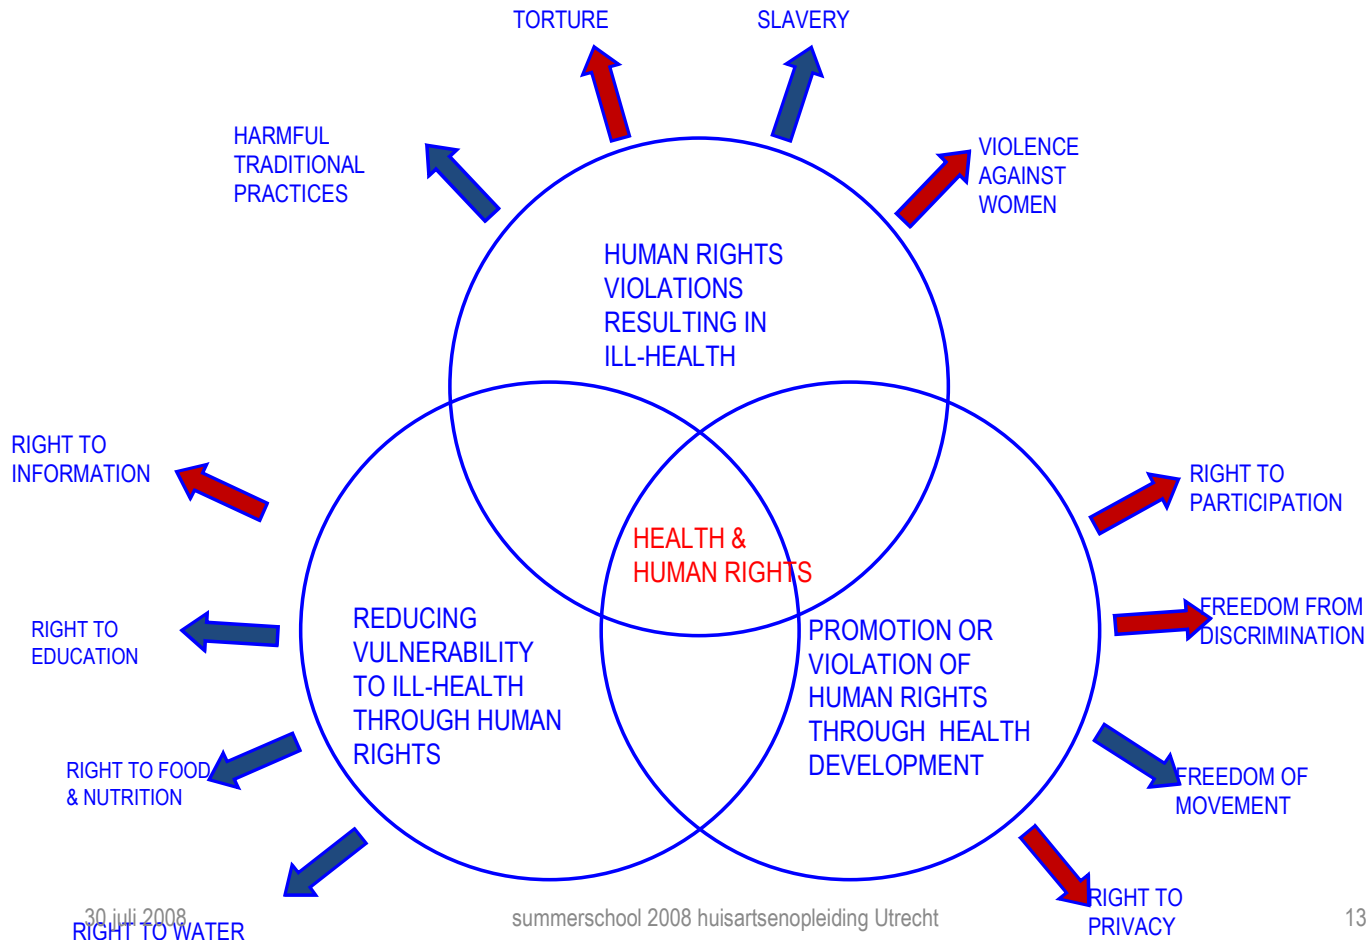 TORTURE
SLAVERY
HARMFUL
TRADITIONAL
PRACTICES
VIOLENCE
AGAINST
WOMEN
HUMAN RIGHTS
VIOLATIONS
RESULTING IN
ILL-HEALTH
RIGHT TO
INFORMATION
RIGHT TO
PARTICIPATION
HEALTH &
HUMAN RIGHTS
RIGHT TO
EDUCATION
REDUCING
VULNERABILITY
TO ILL-HEALTH
THROUGH HUMAN
RIGHTS
PROMOTION OR
VIOLATION OF
HUMAN RIGHTS
THROUGH HEALTH
DEVELOPMENT
FREEDOM FROM
DISCRIMINATION
RIGHT TO FOOD
& NUTRITION
FREEDOM OF
MOVEMENT
RIGHT TO WATER
RIGHT TO
PRIVACY
30 juli 2008
summerschool 2008 huisartsenopleiding Utrecht
13